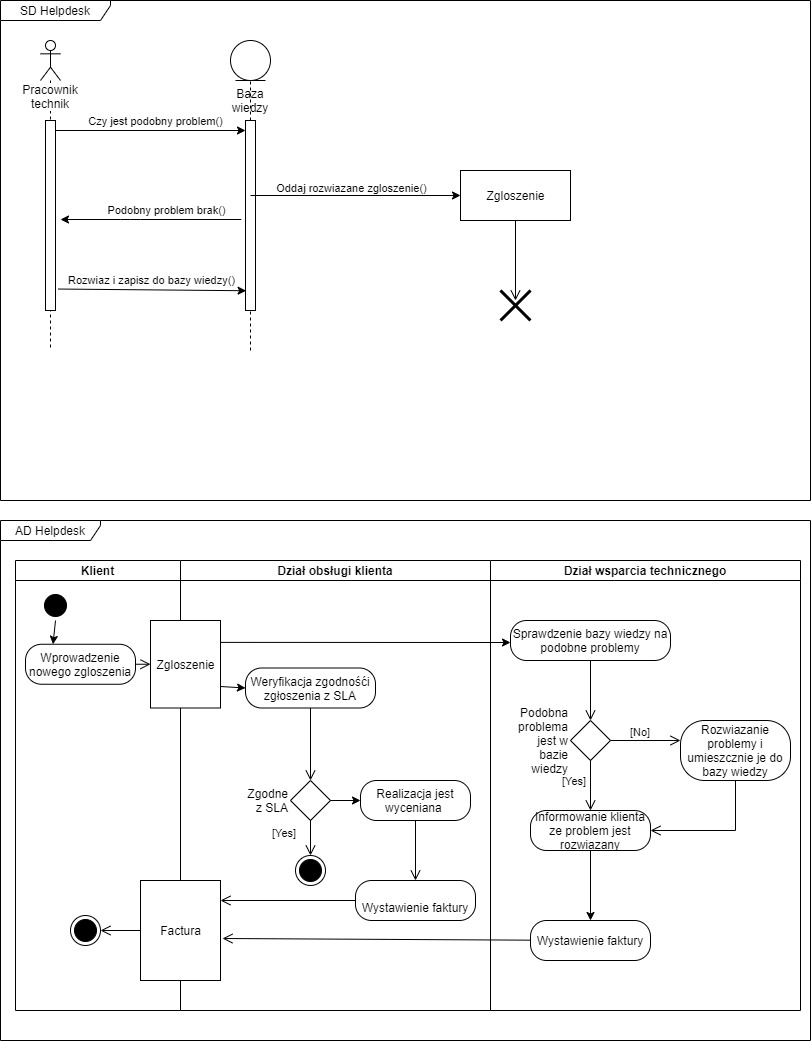 SD Helpdesk
Pracownik
technik
Baza
wiedzy
Czy jest podobny problem()
Oddaj rozwiazane zgloszenie()
Zgloszenie
Podobny problem brak()
Rozwiaz i zapisz do bazy wiedzy()
AD Helpdesk
Klient
Dział obsługi klienta
Dział wsparcia technicznego
Wprowadzenie
nowego zgloszenia
Zgloszenie
Weryfikacja zgodnośći
zgłoszenia z SLA
Sprawdzenie bazy wiedzy na
podobne problemy
Podobna
problema
jest w
bazie
wiedzy
[No]
[Yes]
Rozwiazanie
problemy i
umieszcznie je do
bazy wiedzy
Zgodne
z SLA
[Yes]
Realizacja jest
wyceniana
Informowanie klienta
ze problem jest
rozwiazany
Wystawienie faktury
Factura
Wystawienie faktury